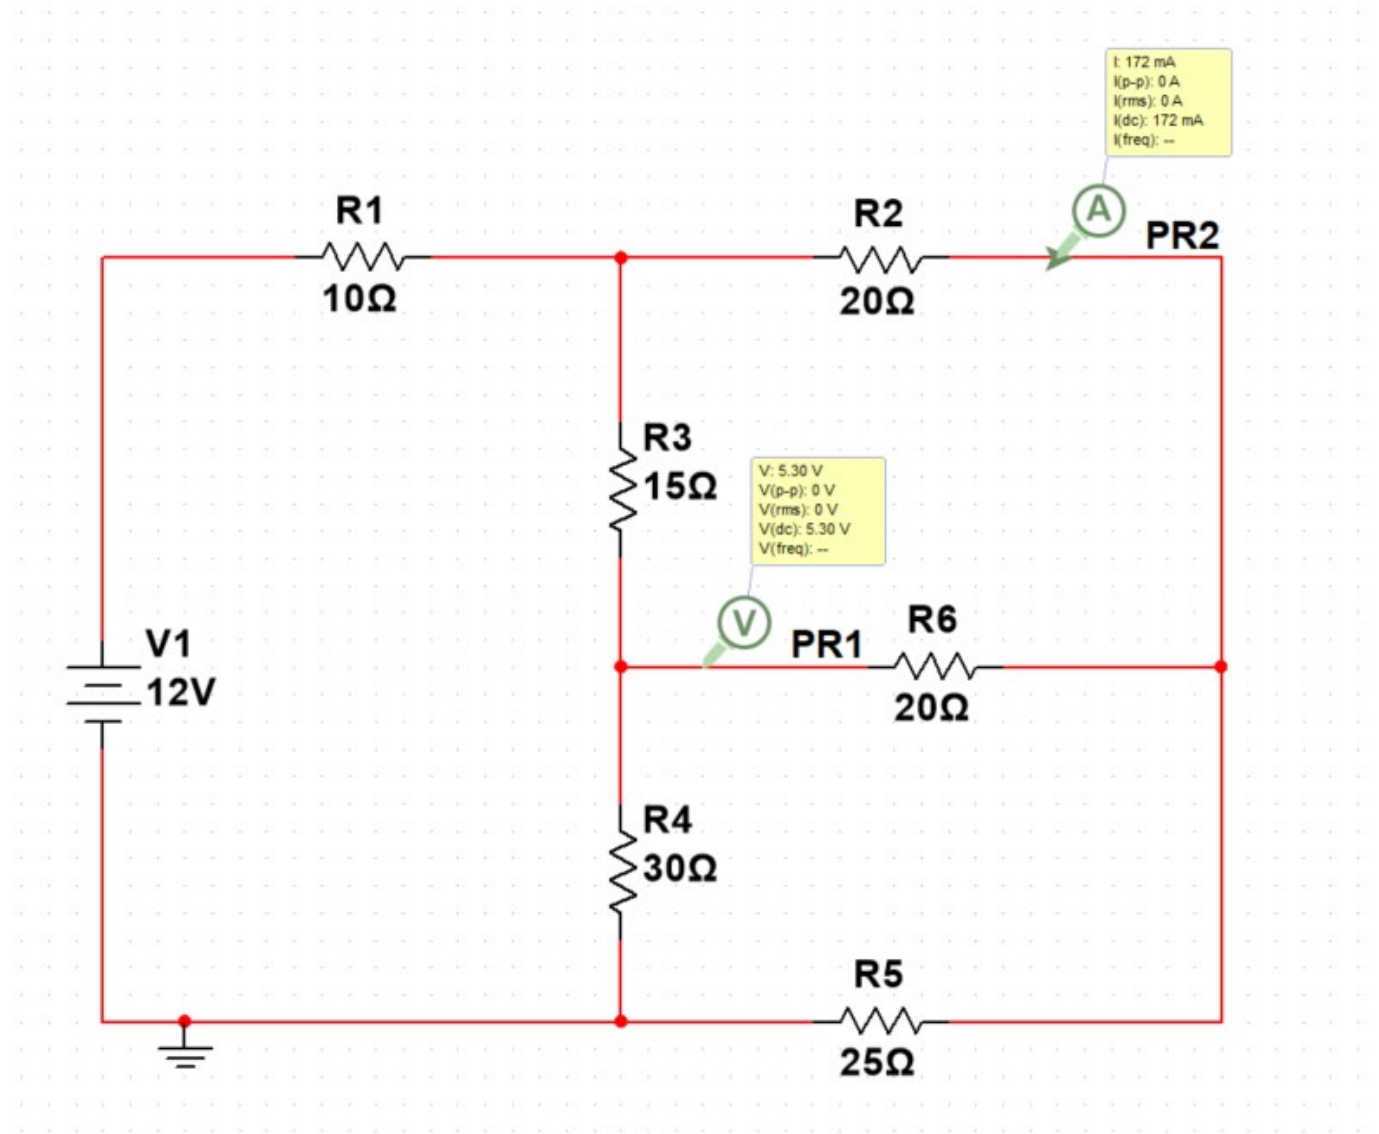 I: 172 mA
I(p-p): 0 A
I(rms): 0 A
I(dc): 172 mA
I(freq): --
A
PR2
R1
10Ω
R2
20Ω
R3
15Ω
V: 5.30 V
V(p-p): 0 V
V(rms): 0 V
V(dc): 5.30 V
V(freq): --
V
PR1
R6
20Ω
V1
12V
R4
30Ω
R5
25Ω